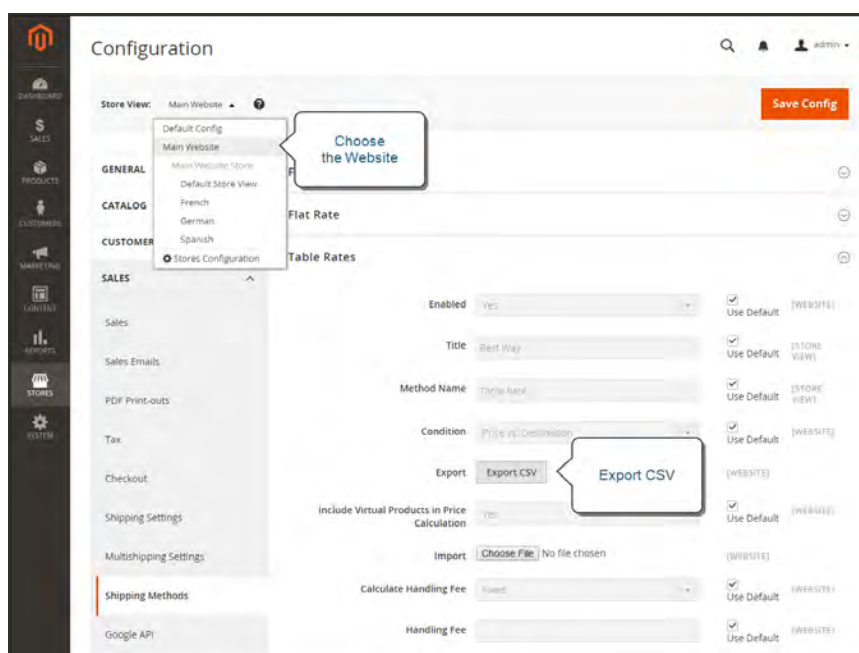 Configuration
admin
DASHBOARD
SALES
PRODUCTS
CUSTOMERS
MARKETING
CONTENT
REPORTS
STORES
SYSTEM
Store View: Main Website
Save Config
Default Config
Main Website
Main Website Store
Default Store View
French
German
Spanish
Stores Configuration
Choose
the Website
GENERAL
CATALOG
CUSTOMER
SALES
Sales
Sales Emails
PDF Print-outs
Tax
Checkout
Shipping Settings
Multishipping Settings
Shipping Methods
Google API
F
Flat Rate
Table Rates
Enabled Yes Use Default [WEBSITE]
Title Best Way Use Default [STORE
VIEW]
Method Name Table Rate Use Default [STORE
VIEW]
Condition Price vs. Destination Use Default [WEBSITE]
Export Export CSV [WEBSITE]
Export CSV
Include Virtual Products in Price
Calculation Yes Use Default [WEBSITE]
Import Choose File No file chosen [WEBSITE]
Calculate Handling Fee Fixed Use Default [WEBSITE]
Handling Fee Use Default [WEBSITE]